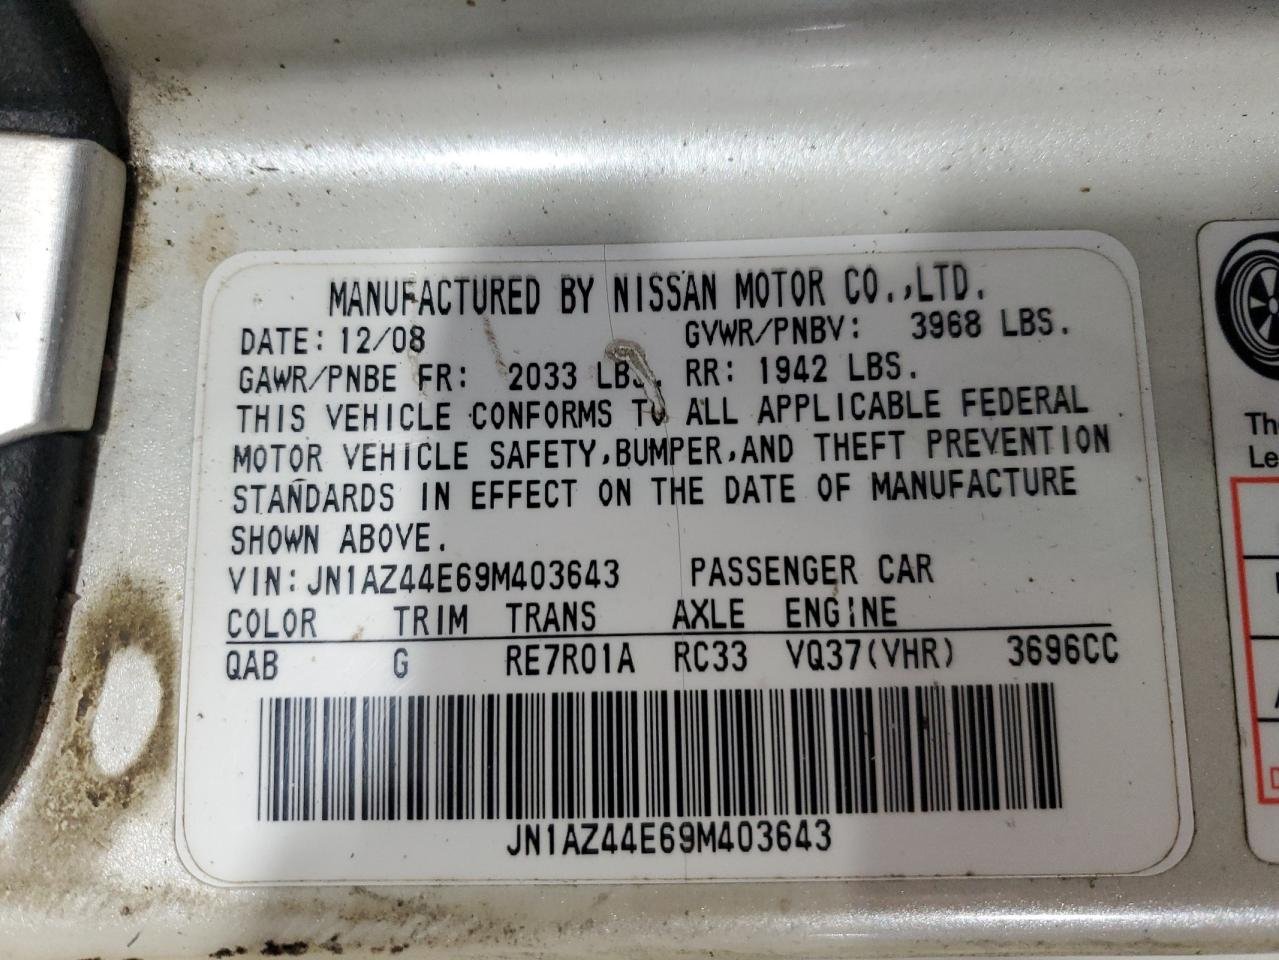 MANUFACTURED BY NISSAN MOTOR CO.,LTD.
DATE: 12/08 GVWR/PNBV: 3968 LBS.
GAWR/PNBE FR: 2033 LBS. RR: 1942 LBS.
THIS VEHICLE CONFORMS TO ALL APPLICABLE FEDERAL
MOTOR VEHICLE SAFETY,BUMPER,AND THEFT PREVENTION
STANDARDS IN EFFECT ON THE DATE OF MANUFACTURE
SHOWN ABOVE.
VIN: JN1AZ44E69M403643 PASSENGER CAR
COLOR TRIM TRANS AXLE ENGINE
QAB G RE7R01A RC33 VQ37(VHR) 3696CC
JN1AZ44E69M403643